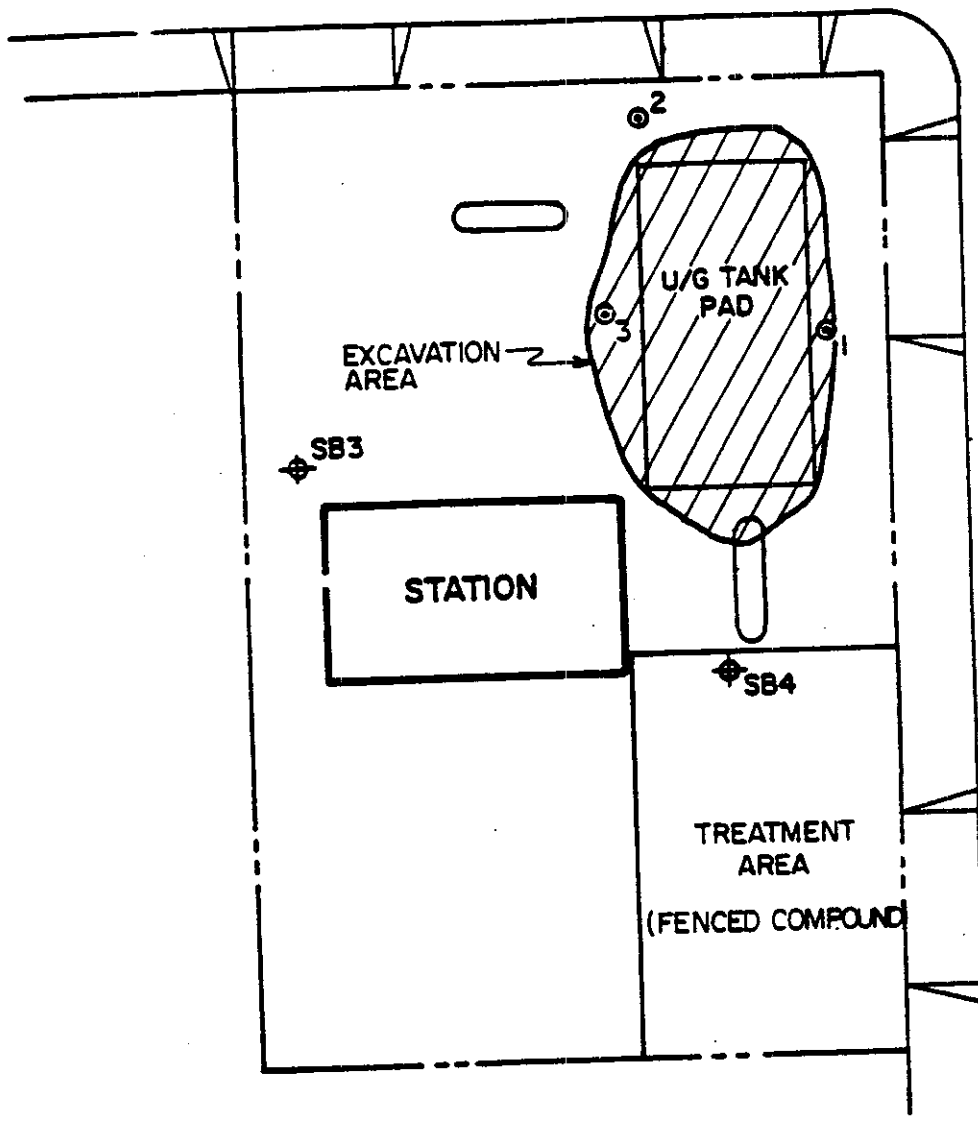 2
U/G TANK
PAD
3
1
EXCAVATION
AREA
SB3
STATION
SB4
TREATMENT
AREA
(FENCED COMPOUND